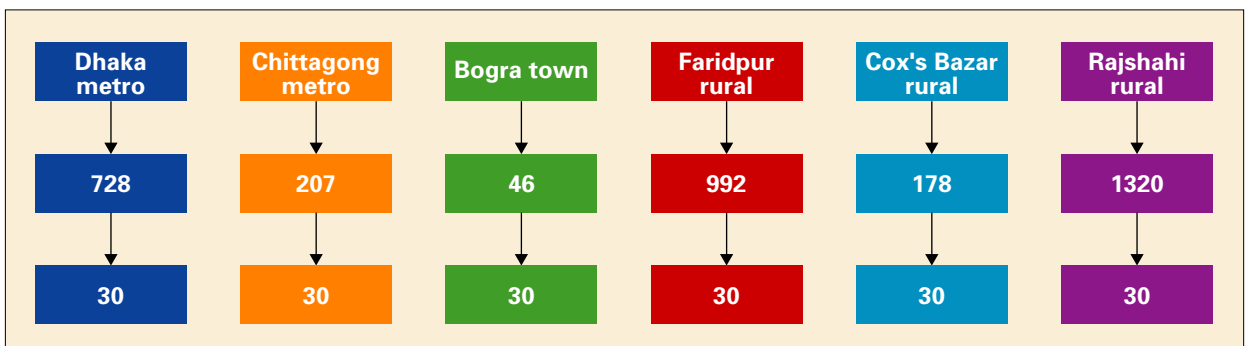 Dhaka
metro
Chittagong
metro
Bogra town
Faridpur
rural
Cox's Bazar
rural
Rajshahi
rural
728
207
46
992
178
1320
30
30
30
30
30
30